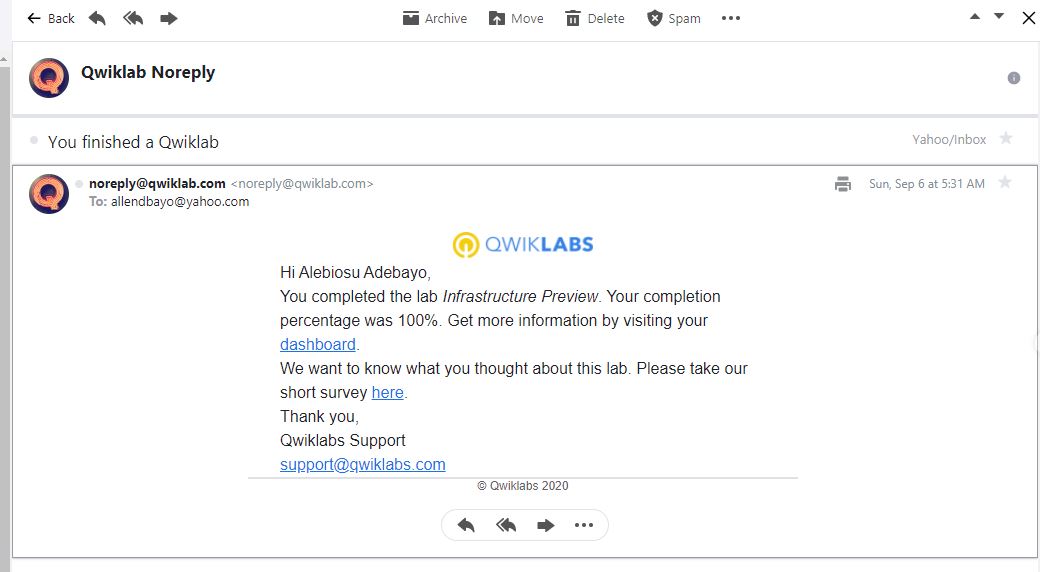 Back Archive Move Delete Spam
Qwiklab Noreply
You finished a Qwiklab Yahoo/Inbox
noreply@qwiklab.com <noreply@qwiklab.com> Sun, Sep 6 at 5:31 AM
To: allendbayo@yahoo.com
QWIKLABS
Hi Alebiosu Adebayo,
You completed the lab Infrastructure Preview. Your completion
percentage was 100%. Get more information by visiting your
dashboard.
We want to know what you thought about this lab. Please take our
short survey here.
Thank you,
Qwiklabs Support
support@qwiklabs.com
© Qwiklabs 2020